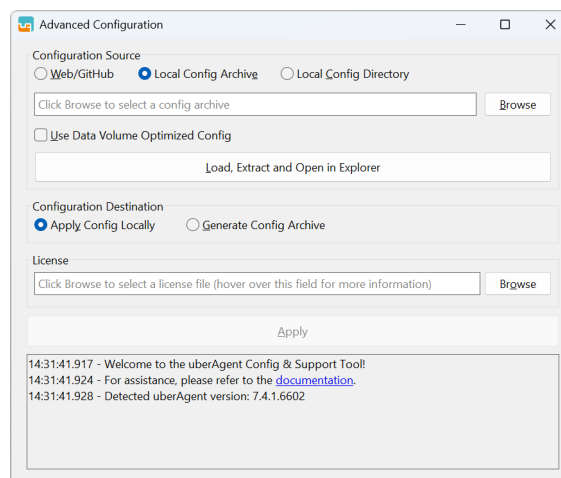 Advanced Configuration
Configuration Source
Web/GitHub Local Config Archive Local Config Directory
Click Browse to select a config archive Browse
Use Data Volume Optimized Config
Load, Extract and Open in Explorer
Configuration Destination
Apply Config Locally Generate Config Archive
License
Click Browse to select a license file (hover over this field for more information) Browse
Apply
14:31:41.917 - Welcome to the uberAgent Config & Support Tool!
14:31:41.924 - For assistance, please refer to the documentation.
14:31:41.928 - Detected uberAgent version: 7.4.1.6602